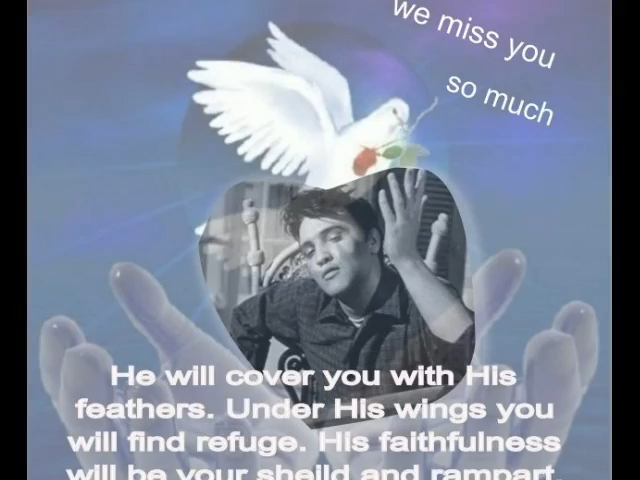 we miss you
so much
He will cover you with His
feathers. Under His wings you
will find refuge. His faithfulness
will be your sheild and rampart.